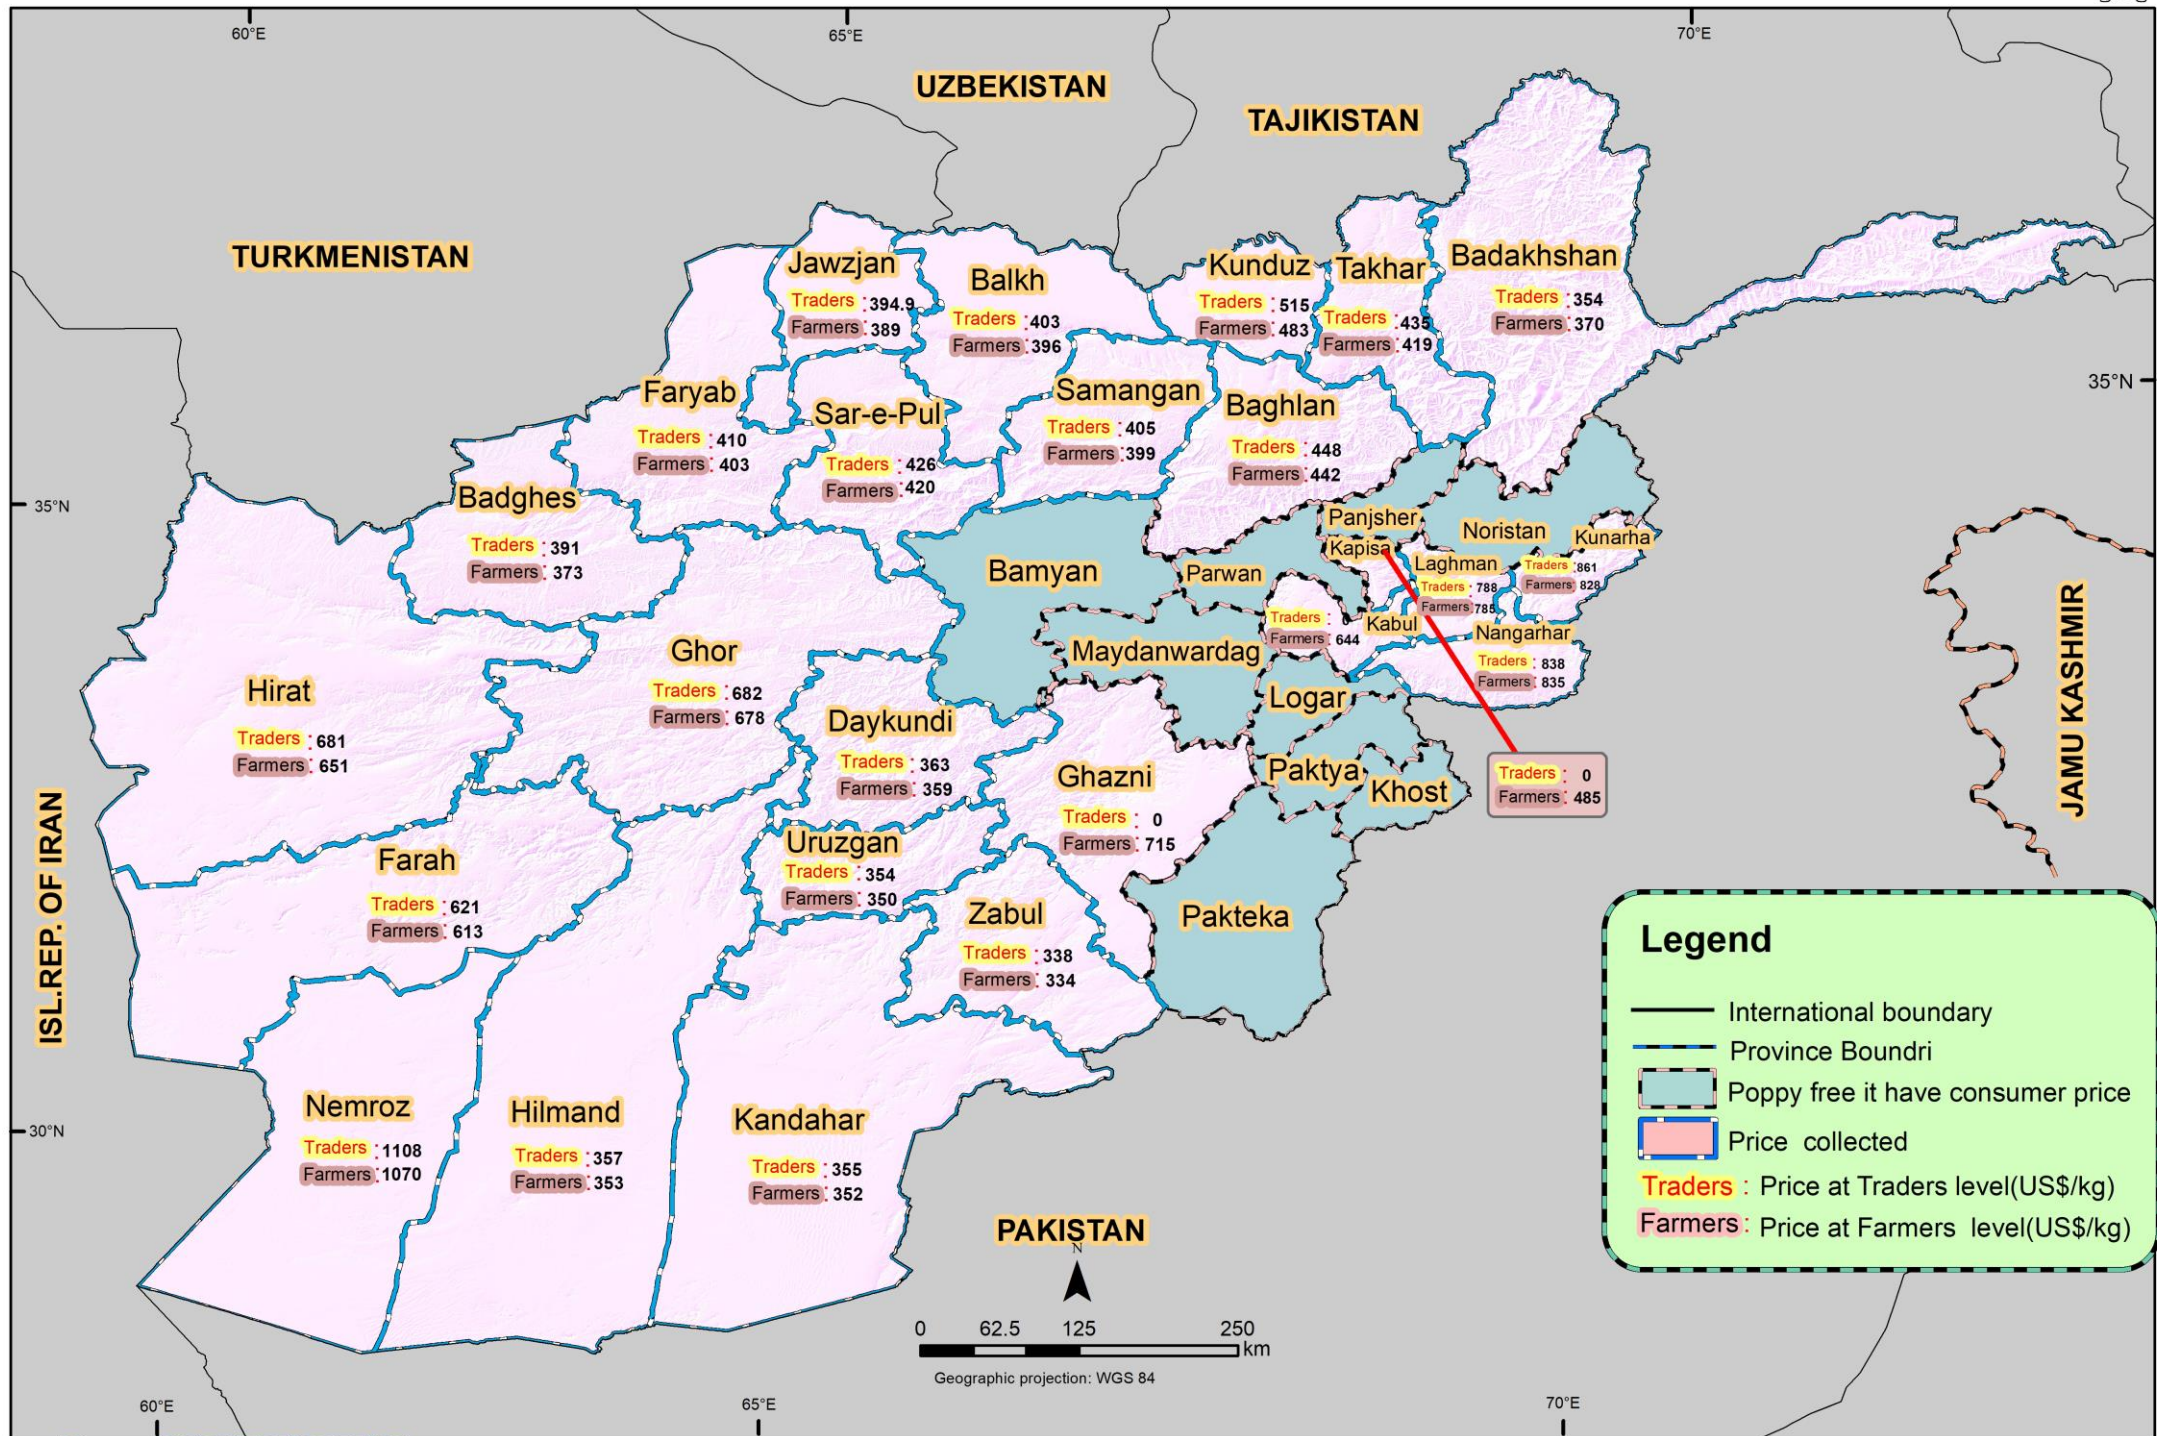 60°E
65°E
70°E
UZBEKISTAN
TAJIKISTAN
TURKMENISTAN
Jawzjan
Traders : 394.9
Farmers : 389
Balkh
Traders : 403
Farmers : 396
Kunduz
Traders : 515
Farmers : 483
Takhar
Traders : 435
Farmers : 419
Badakhshan
Traders : 354
Farmers : 370
35°N
Faryab
Traders : 410
Farmers : 403
Sar-e-Pul
Traders : 426
Farmers : 420
Samangan
Traders : 405
Farmers : 399
Baghlan
Traders : 448
Farmers : 442
35°N
Badghes
Traders : 391
Farmers : 373
Panjsher
Noristan
Kunarha
Traders : 861
Farmers : 828
Kapisa
Laghman
Traders : 788
Farmers : 785
Bamyan
Parwan
Kabul
Traders :
Farmers : 644
Nangarhar
Traders : 838
Farmers : 835
Maydanwardag
Ghor
Traders : 682
Farmers : 678
Hirat
Traders : 681
Farmers : 651
Daykundi
Traders : 363
Farmers : 359
Logar
Ghazni
Traders : 0
Farmers : 715
Paktya
Khost
Traders : 0
Farmers : 485
JAMU KASHMIR
ISL.REP. OF IRAN
Farah
Traders : 621
Farmers : 613
Uruzgan
Traders : 354
Farmers : 350
Zabul
Traders : 338
Farmers : 334
Pakteka
Legend
International boundary
Province Boundri
Poppy free it have consumer price
Price collected
Traders : Price at Traders level(US$/kg)
Farmers : Price at Farmers level(US$/kg)
30°N
Nemroz
Traders : 1108
Farmers : 1070
Hilmand
Traders : 357
Farmers : 353
Kandahar
Traders : 355
Farmers : 352
PAKISTAN
N
0 62.5 125 250
km
Geographic projection: WGS 84
60°E
65°E
70°E